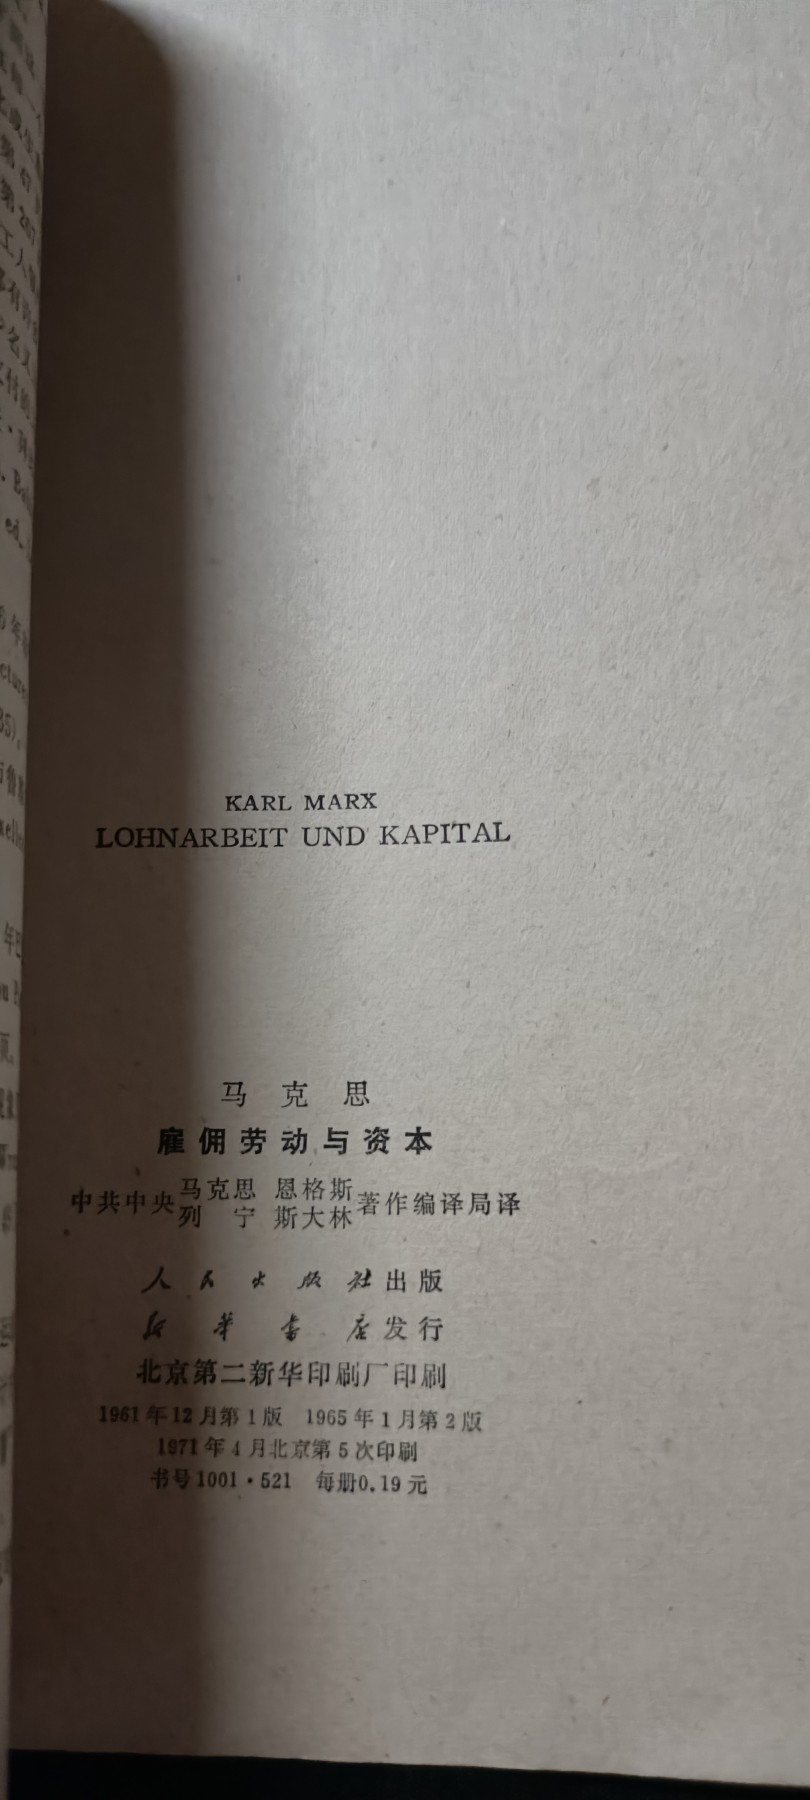 KARL MARX
LOHNARBEIT UND KAPITAL
马克思
雇佣劳动与资本
中共中央马克思 恩格斯列 宁 斯大林著作编译局译
人民出版社出版
新华书店发行
北京第二新华印刷厂印刷
1961年12月第1版 1965年1月第2版
1971年4月北京第5次印刷
书号1001·521 每册0.19元